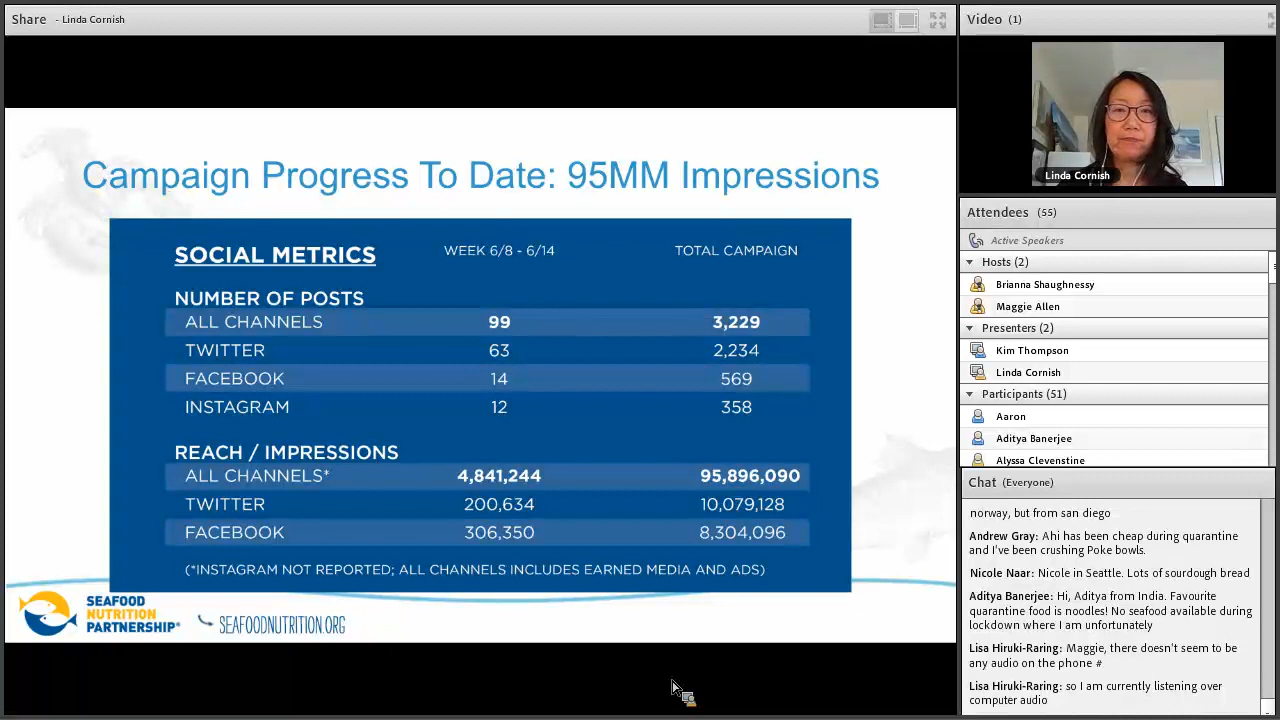 Share - Linda Cornish
Campaign Progress To Date: 95MM Impressions
SOCIAL METRICS WEEK 6/8 - 6/14 TOTAL CAMPAIGN
NUMBER OF POSTS
ALL CHANNELS 99 3,229
TWITTER 63 2,234
FACEBOOK 14 569
INSTAGRAM 12 358
REACH / IMPRESSIONS
ALL CHANNELS* 4,841,244 95,896,090
TWITTER 200,634 10,079,128
FACEBOOK 306,350 8,304,096
(*INSTAGRAM NOT REPORTED; ALL CHANNELS INCLUDES EARNED MEDIA AND ADS)
SEAFOOD
NUTRITION
PARTNERSHIP®
SEAFOODNUTRITION.ORG
Video (1)
Linda Cornish
Attendees (55)
Active Speakers
Hosts (2)
Brianna Shaughnessy
Maggie Allen
Presenters (2)
Kim Thompson
Linda Cornish
Participants (51)
Aaron
Aditya Banerjee
Alyssa Clevenstine
Chat (Everyone)
norway, but from san diego
Andrew Gray: Ahi has been cheap during quarantine
and I've been crushing Poke bowls.
Nicole Naar: Nicole in Seattle. Lots of sourdough bread
Aditya Banerjee: Hi, Aditya from India. Favourite
quarantine food is noodles! No seafood available during
lockdown where I am unfortunately
Lisa Hiruki-Raring: Maggie, there doesn't seem to be
any audio on the phone #
Lisa Hiruki-Raring: so I am currently listening over
computer audio